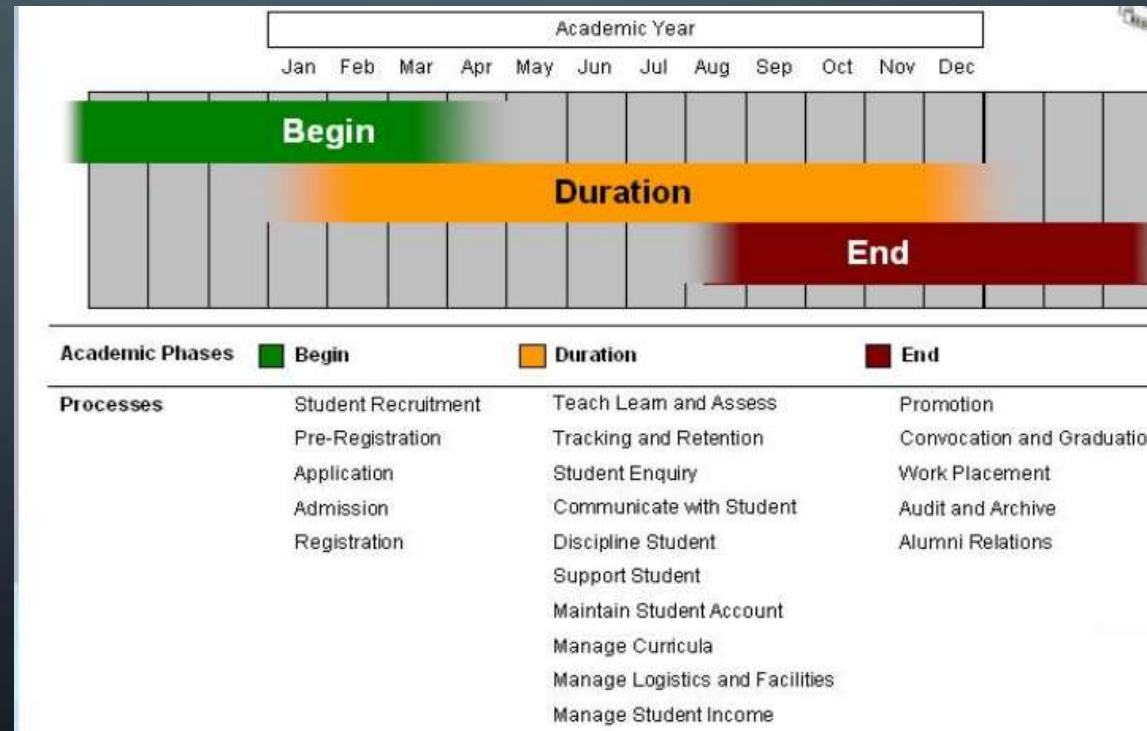 Academic Year
Jan Feb Mar Apr May Jun Jul Aug Sep Oct Nov Dec
Begin
Duration
End
Academic Phases Begin Duration End
Processes Student Recruitment Teach Learn and Assess Promotion
Pre-Registration Tracking and Retention Convocation and Graduatio
Application Student Enquiry Work Placement
Admission Communicate with Student Audit and Archive
Registration Discipline Student Alumni Relations
Support Student
Maintain Student Account
Manage Curricula
Manage Logistics and Facilities
Manage Student Income